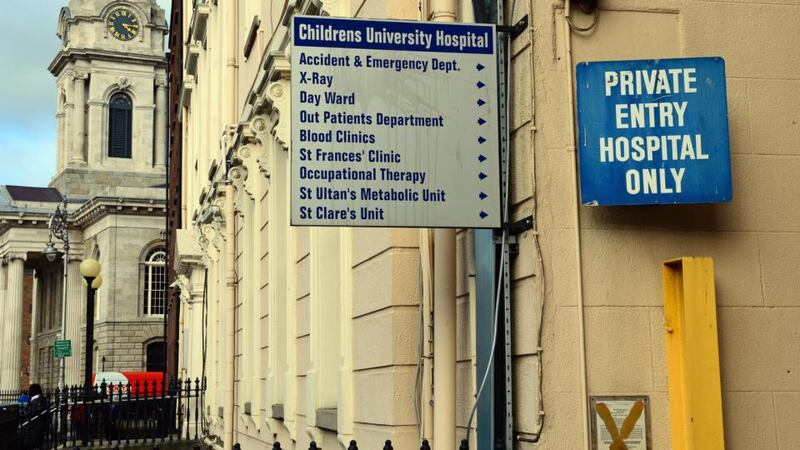 Childrens University Hospital
Accident & Emergency Dept.
X-Ray
Day Ward
Out Patients Department
Blood Clinics
St Frances' Clinic
Occupational Therapy
St Ultan's Metabolic Unit
St Clare's Unit
PRIVATE
ENTRY
HOSPITAL
ONLY